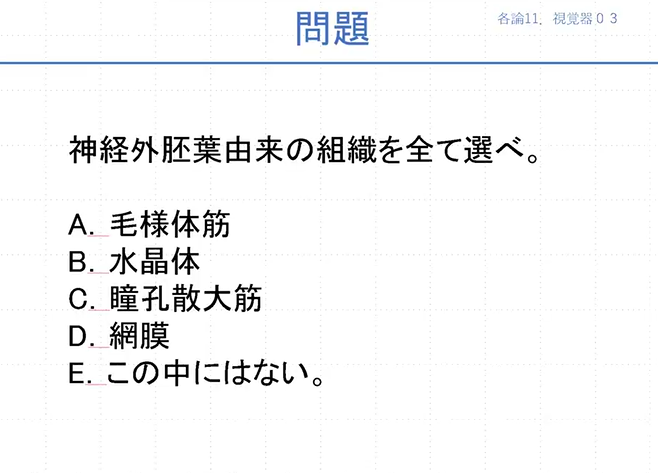 問題
各論11. 視覚器03
神経外胚葉由来の組織を全て選べ。
A. 毛様体筋
B. 水晶体
C. 瞳孔散大筋
D. 網膜
E. この中にはない。